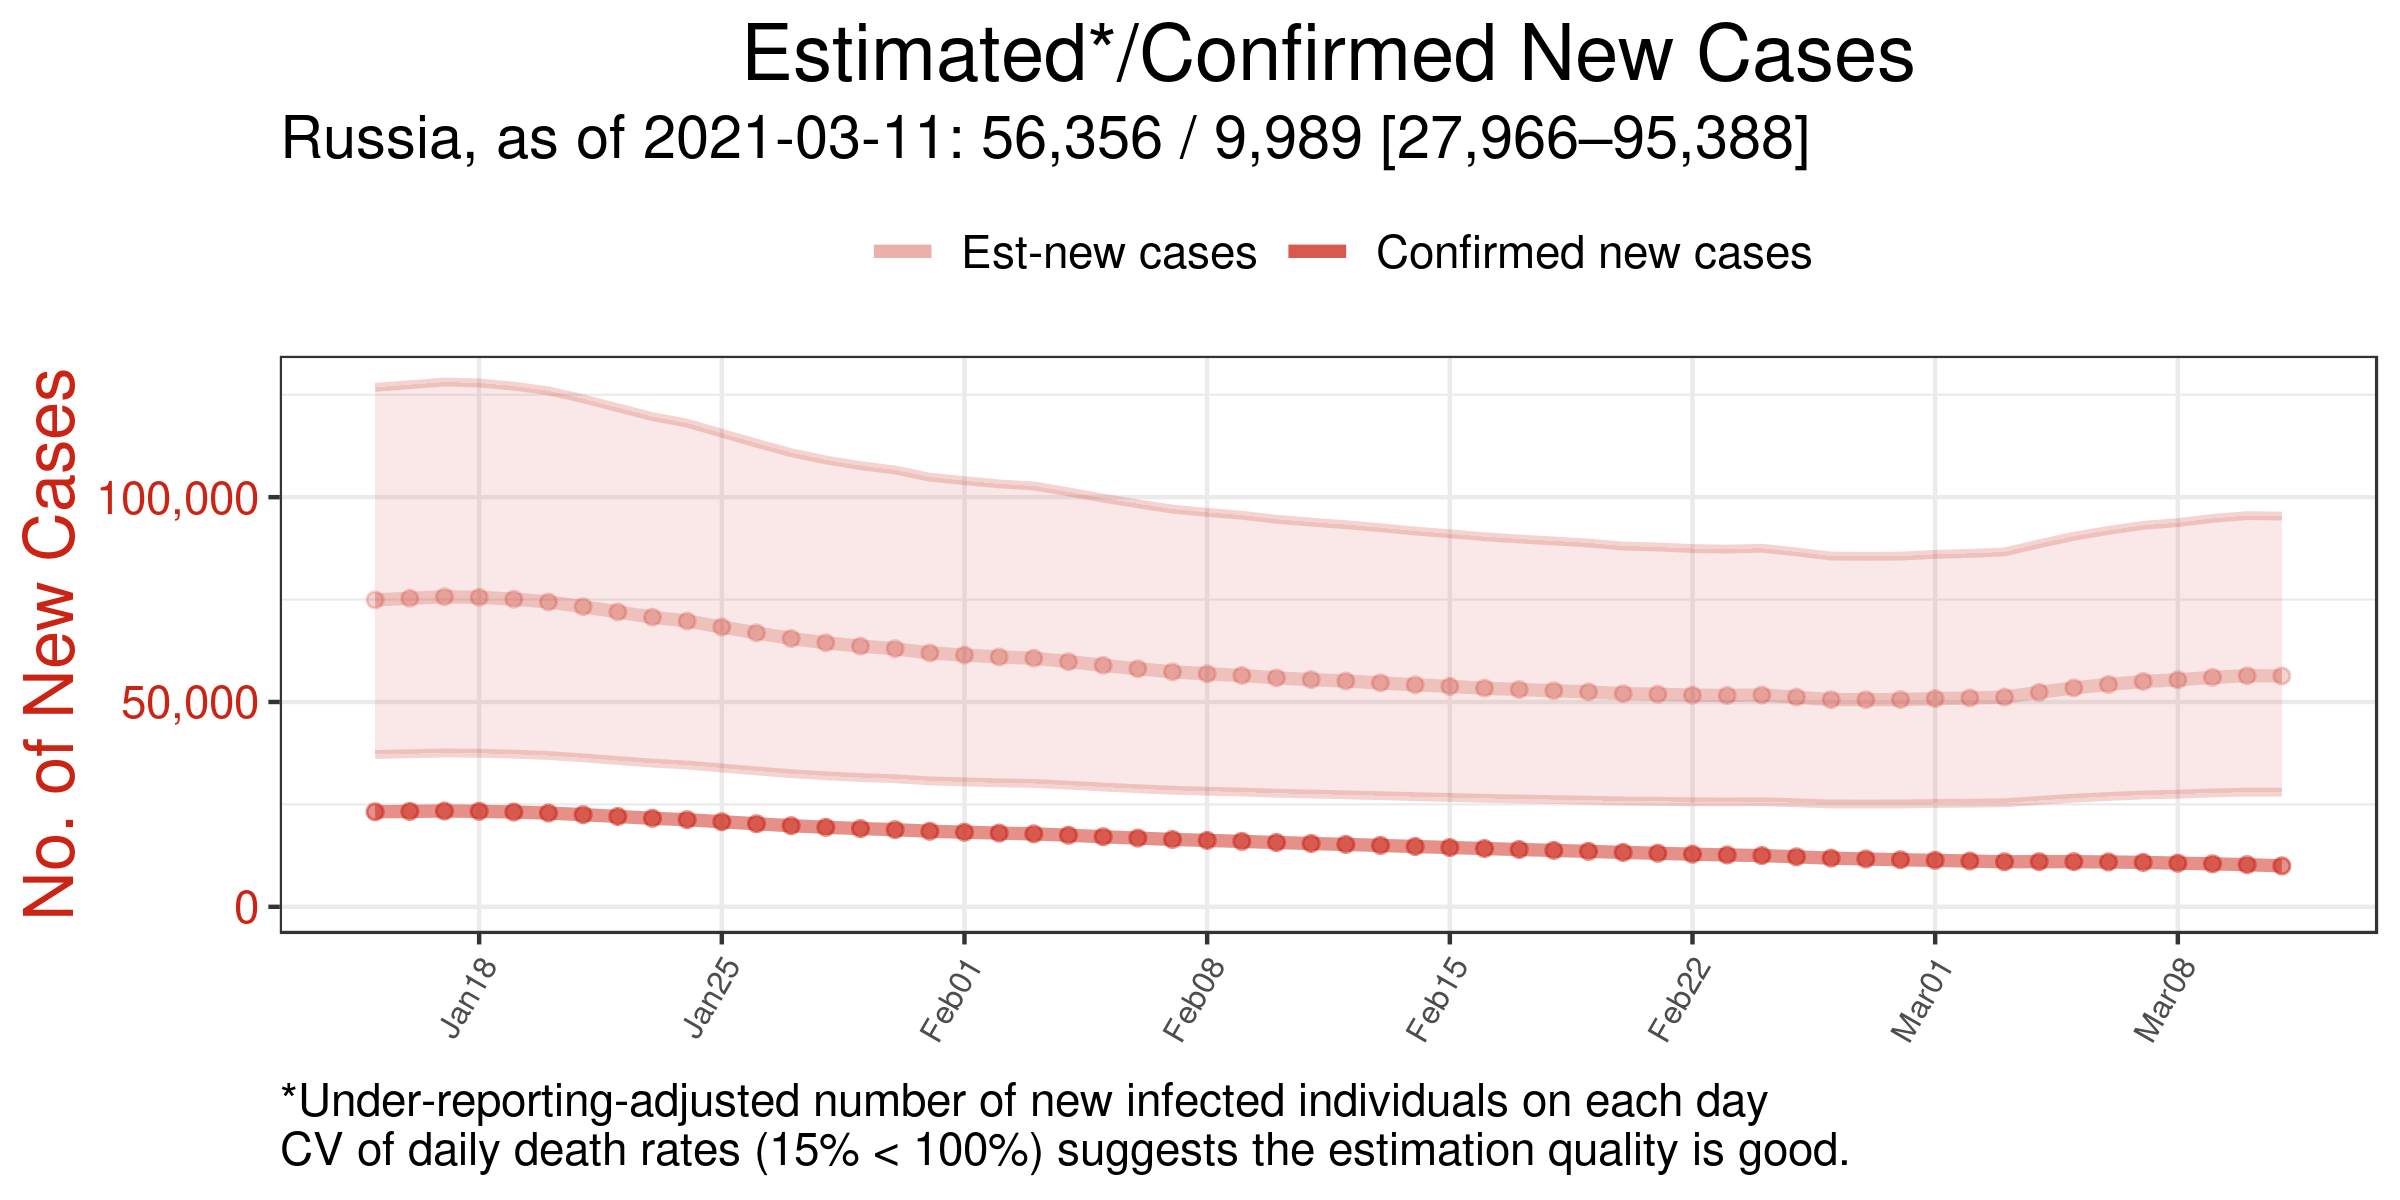 Estimated*/Confirmed New Cases
Russia, as of 2021-03-11: 56,356 / 9,989 [27,966–95,388]
Est-new cases
Confirmed new cases
No. of New Cases
100,000
50,000
0
Jan18
Jan25
Feb01
Feb08
Feb15
Feb22
Mar01
Mar08
*Under-reporting-adjusted number of new infected individuals on each day
CV of daily death rates (15% < 100%) suggests the estimation quality is good.